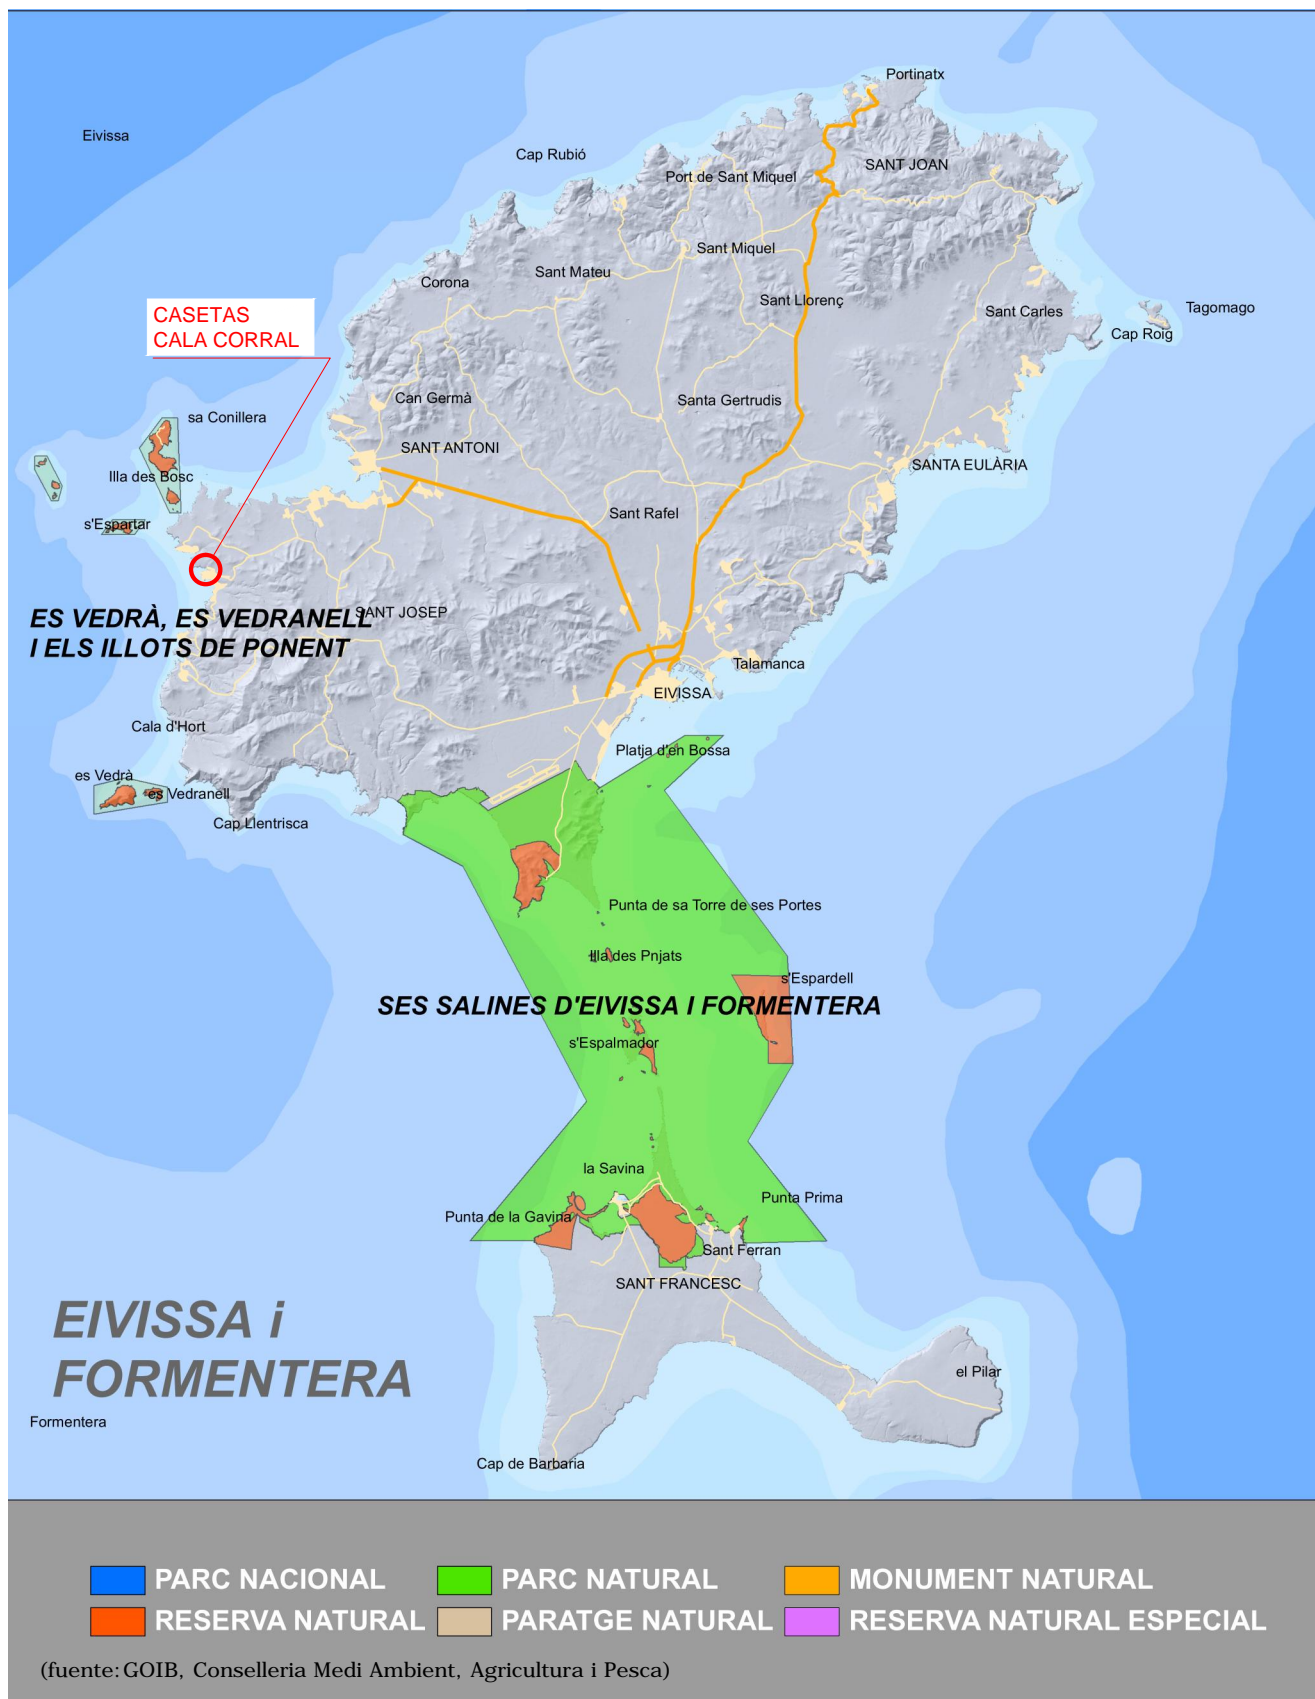 Portinatx
Eivissa
Cap Rubió
SANT JOAN
Port de Sant Miquel
Sant Miquel
Sant Mateu
Corona
Sant Llorenç
Sant Carles
Tagomago
Cap Roig
CASETAS
CALA CORRAL
Can Germà
Santa Gertrudis
sa Conillera
SANT ANTONI
SANTA EULÀRIA
Illa des Bosc
Sant Rafel
s'Espartar
ES VEDRÀ, ES VEDRANELL
I ELS ILLOTS DE PONENT
SANT JOSEP
Talamanca
EIVISSA
Cala d'Hort
Platja d'en Bossa
es Vedrà
es Vedranell
Cap Llentrisca
Punta de sa Torre de ses Portes
Illa des Pnjats
s'Espardell
SES SALINES D'EIVISSA I FORMENTERA
s'Espalmador
la Savina
Punta Prima
Punta de la Gavina
Sant Ferran
SANT FRANCESC
EIVISSA i
FORMENTERA
el Pilar
Formentera
Cap de Barbaria
PARC NACIONAL
PARC NATURAL
MONUMENT NATURAL
RESERVA NATURAL
PARATGE NATURAL
RESERVA NATURAL ESPECIAL
(fuente: GOIB, Conselleria Medi Ambient, Agricultura i Pesca)